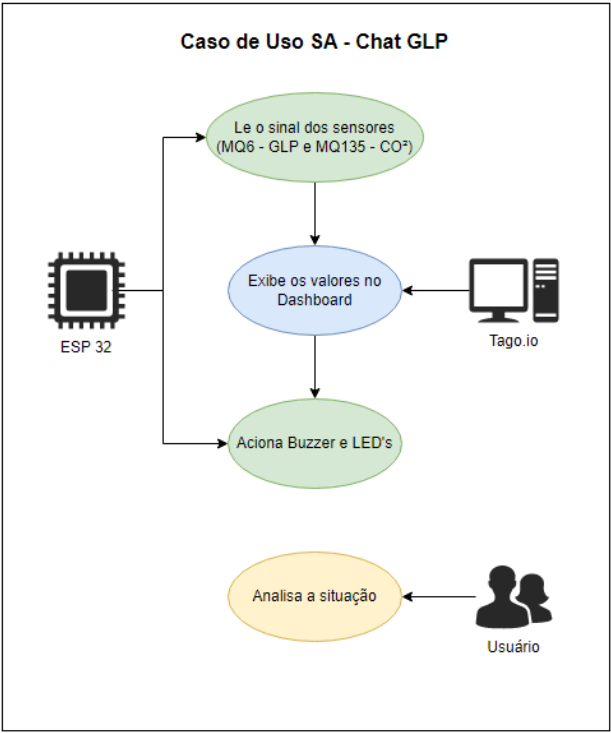 Caso de Uso SA - Chat GLP
Le o sinal dos sensores
(MQ6 - GLP e MQ135 - CO²)
ESP 32
Exibe os valores no
Dashboard
Tago.io
Aciona Buzzer e LED's
Analisa a situação
Usuário